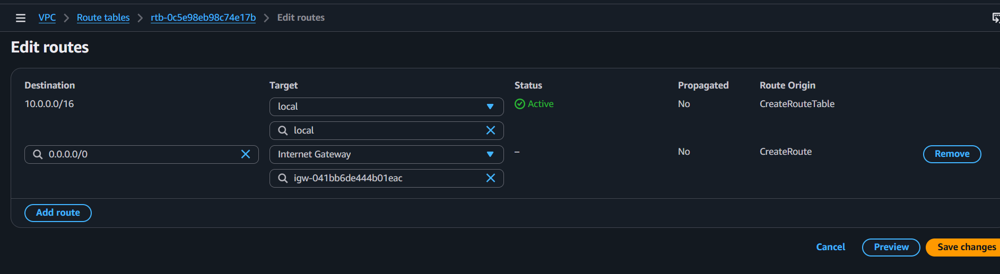 VPC > Route tables > rtb-0c5e98eb98c74e17b > Edit routes
Edit routes
Destination Target Status Propagated Route Origin
10.0.0.0/16 local Active No CreateRouteTable
local
0.0.0.0/0 Internet Gateway – No CreateRoute Remove
igw-041bb6de444b01eac
Add route
Cancel Preview Save changes